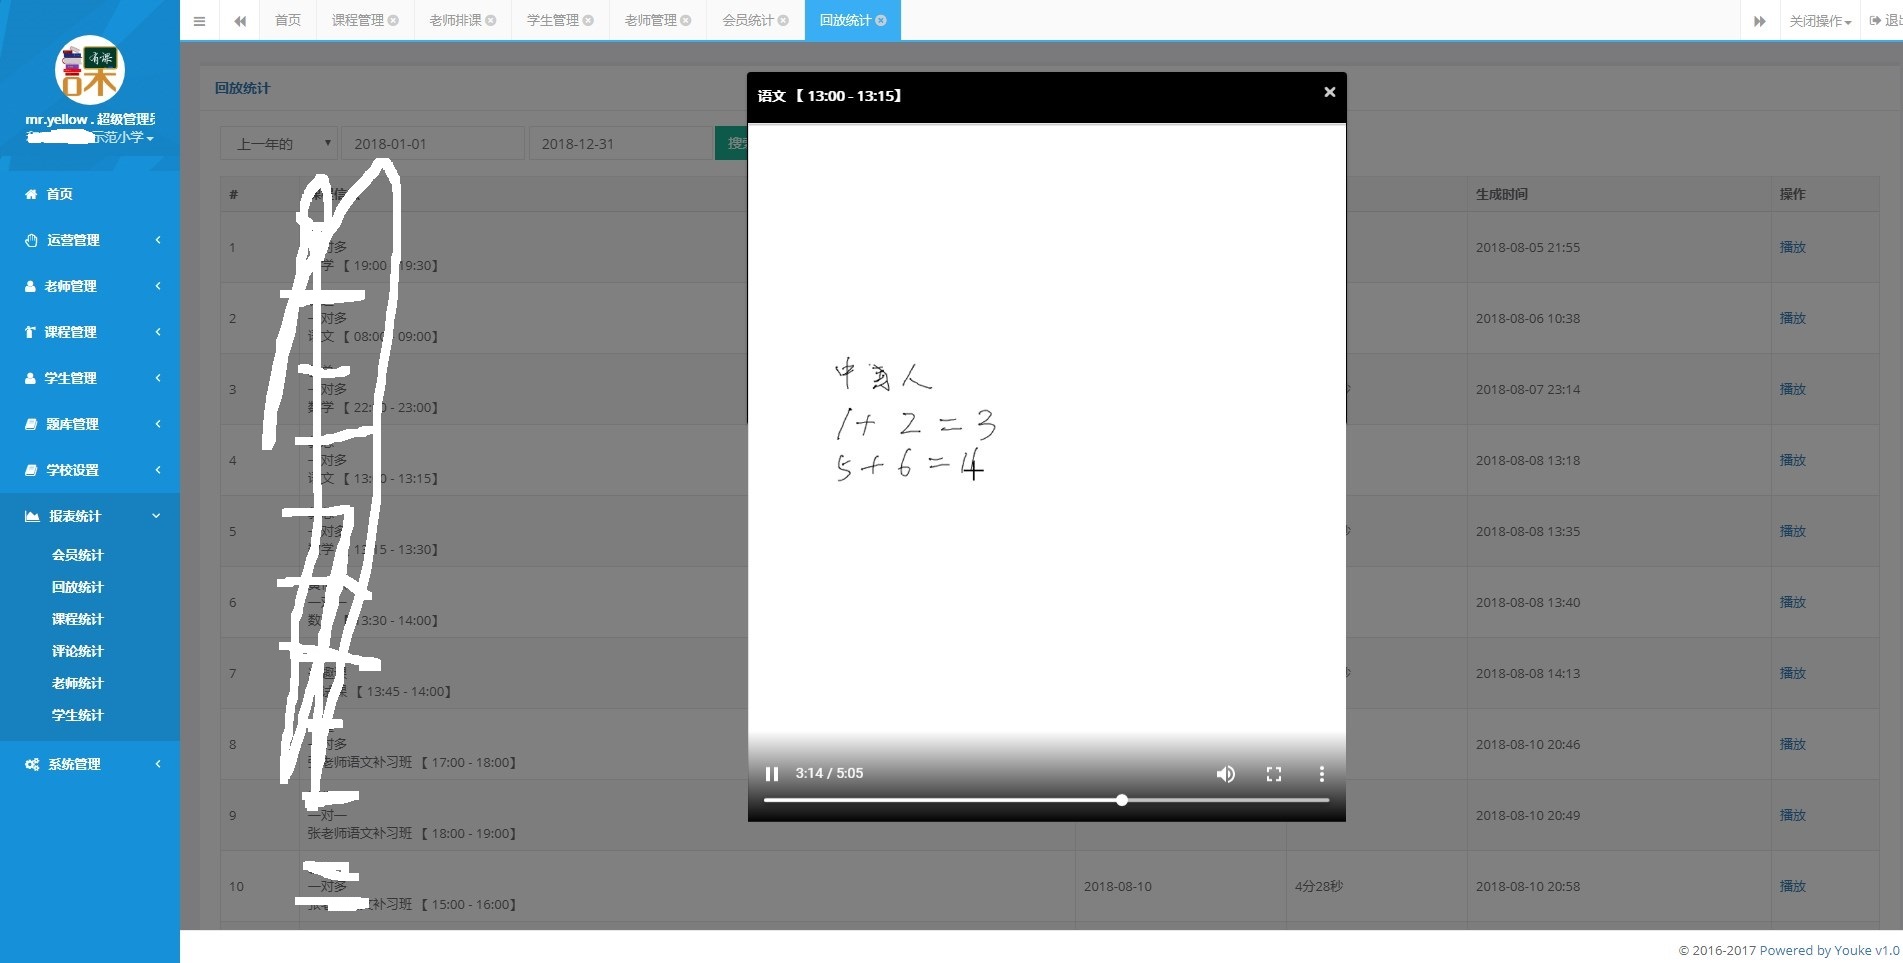 首页
课程管理
老师排课
学生管理
老师管理
会员统计
回放统计
关闭操作
有课
mr.yellow . 超级管理员
示范小学
首页
运营管理
老师管理
课程管理
学生管理
题库管理
学校设置
报表统计
会员统计
回放统计
课程统计
评论统计
老师统计
学生统计
系统管理
回放统计
上一年的 2018-01-01 2018-12-31
# 生成时间 操作
1 对多 【 19:00 - 19:30】 2018-08-05 21:55 播放
2 对多 文 【 08:00 - 09:00】 2018-08-06 10:38 播放
3 一对多 数学 【 22: - 23:00】 2018-08-07 23:14 播放
4 一对多 文 【 13: - 13:15】 2018-08-08 13:18 播放
5 - 13:30】 2018-08-08 13:35 播放
6 一对一 数 3:30 - 14:00】 2018-08-08 13:40 播放
7 课 【 13:45 - 14:00】 2018-08-08 14:13 播放
8 对多 老师语文补习班 【 17:00 - 18:00】 2018-08-10 20:46 播放
9 一对一 张老师语文补习班 【 18:00 - 19:00】 2018-08-10 20:49 播放
10 一对多 文补习班 【 15:00 - 16:00】 2018-08-10 4分28秒 2018-08-10 20:58 播放
语文 【 13:00 - 13:15】
中国人
1 + 2 = 3
5 + 6 = 11
3:14 / 5:05
© 2016-2017 Powered by Youke v1.0